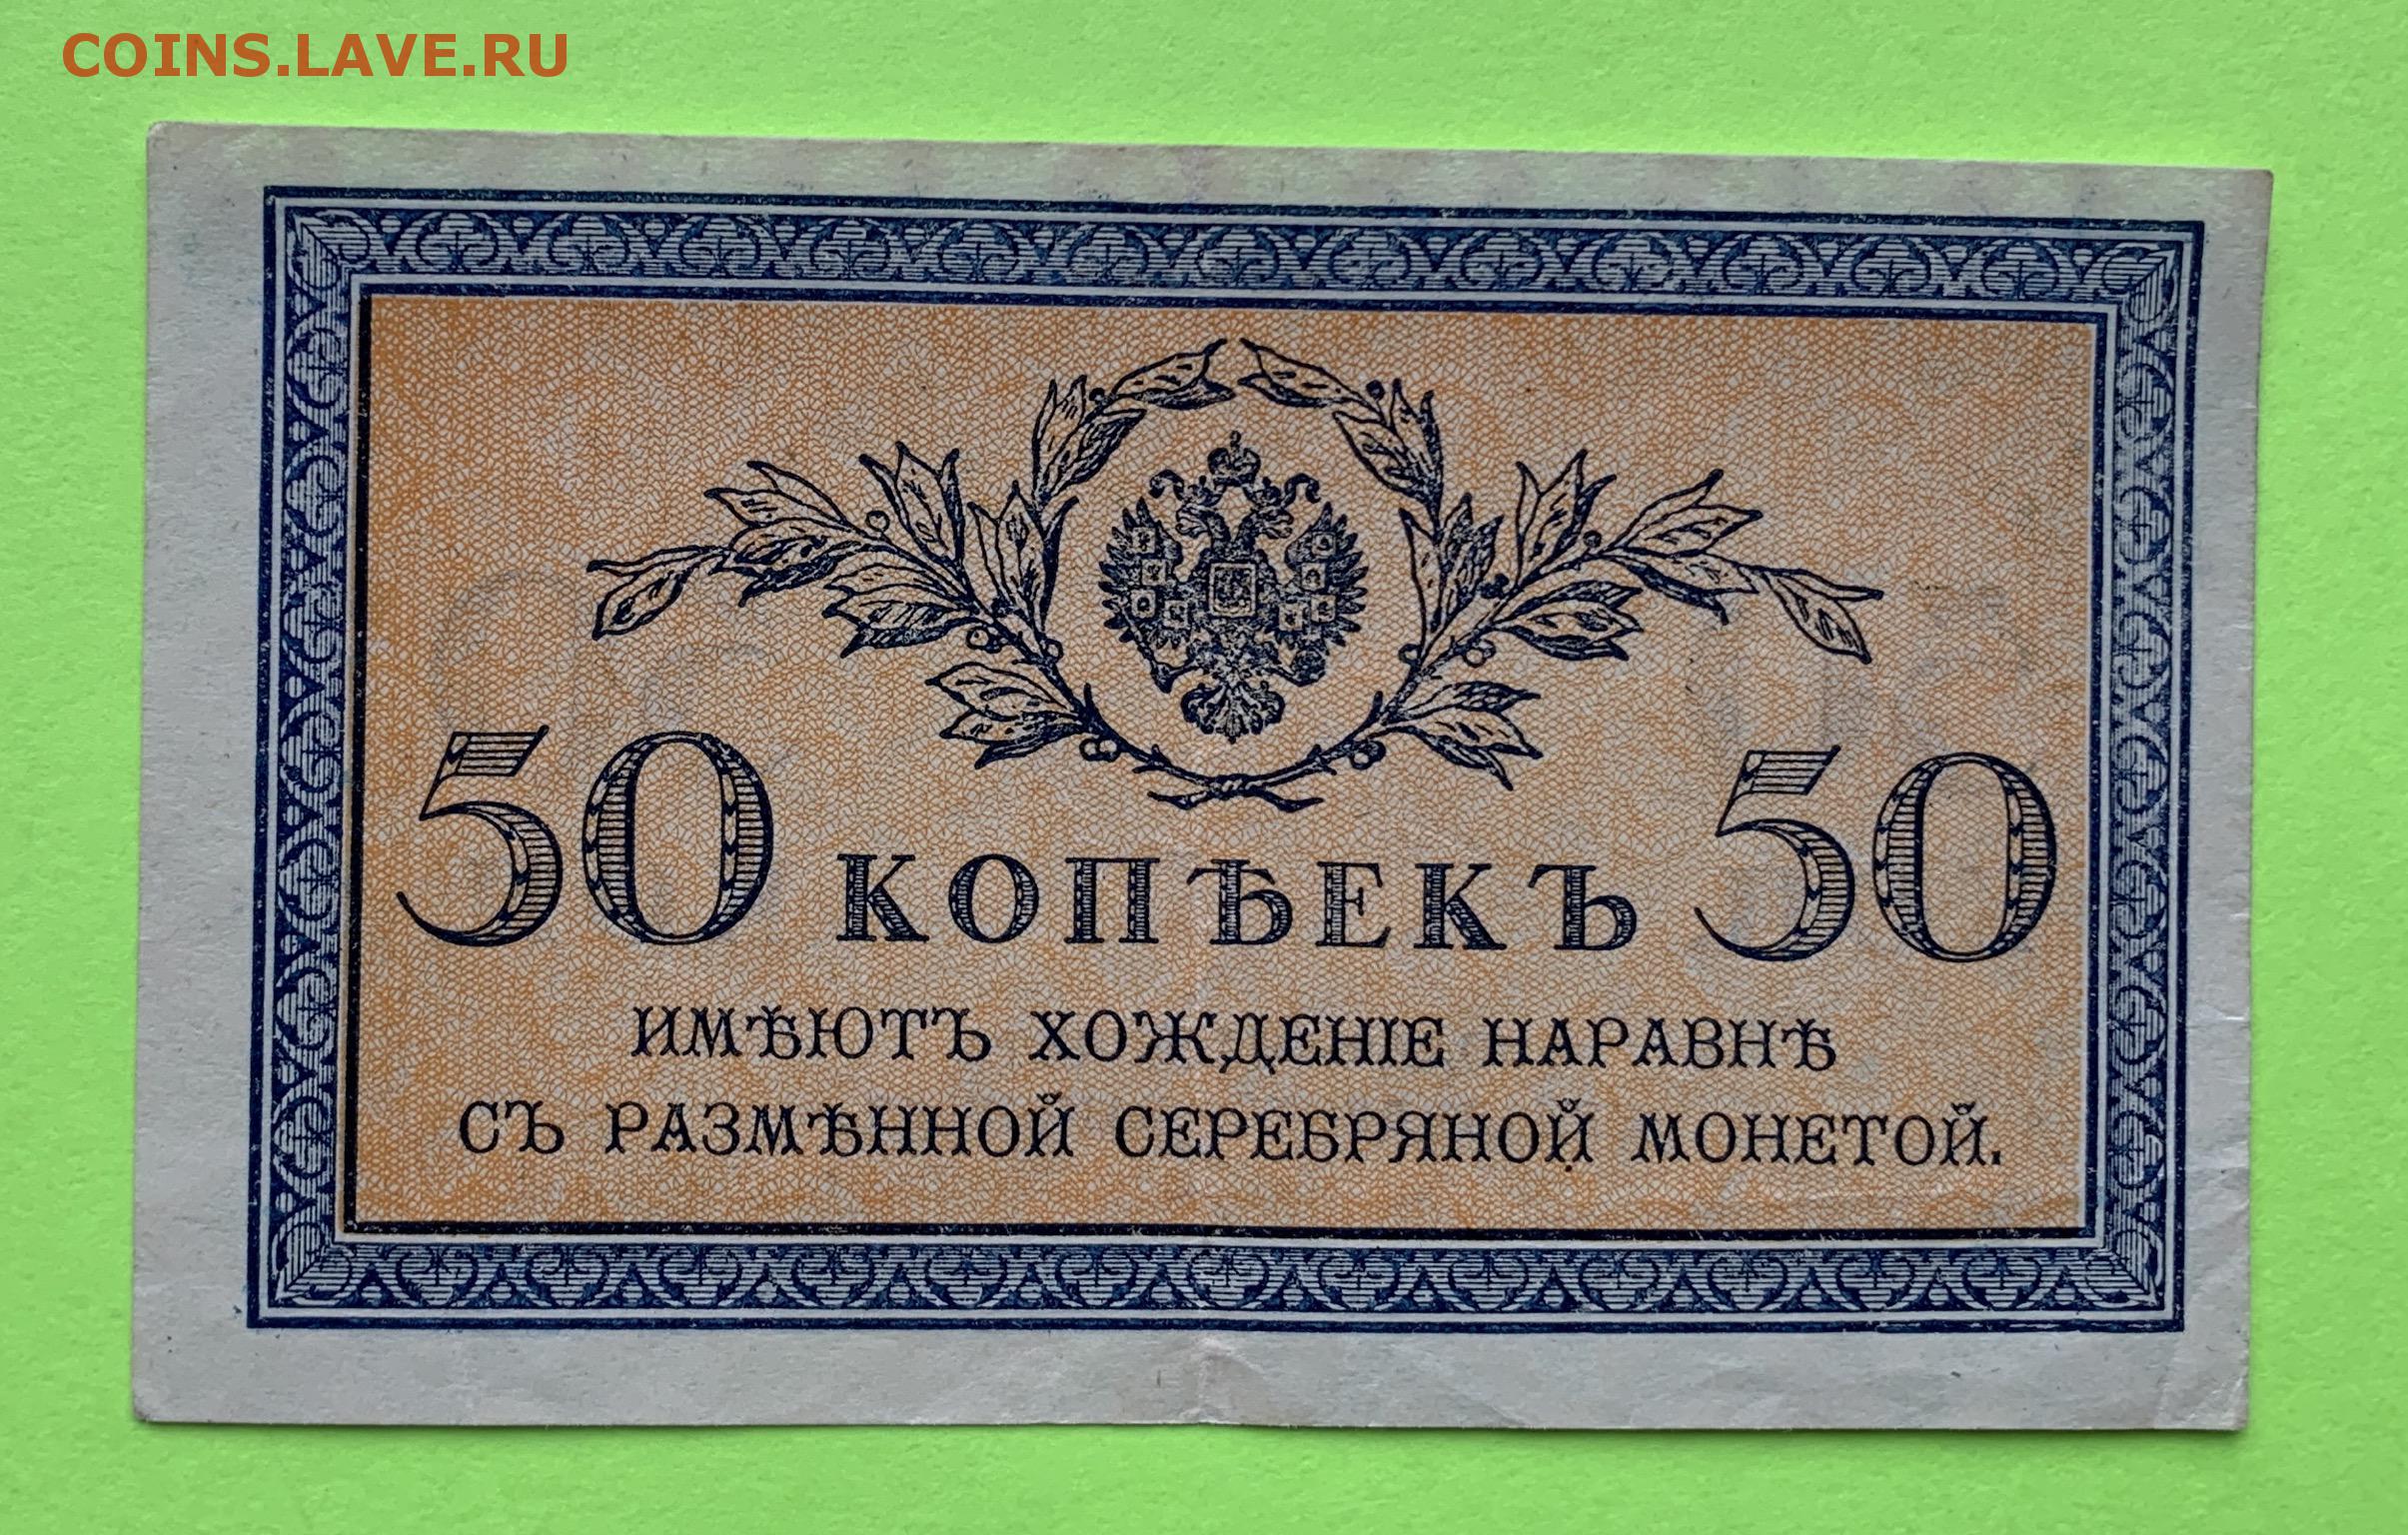 COINS.LAVE.RU
50 КОПѢЕКЪ 50
ИМѢЮТЪ ХОЖДЕНІЕ НАРАВНѢ
СЪ РАЗМѢННОЙ СЕРЕБРЯНОЙ МОНЕТОЙ.